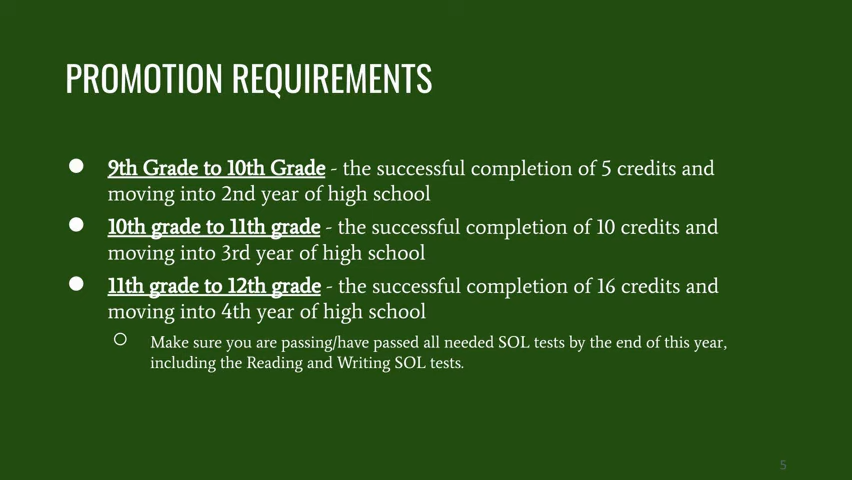 PROMOTION REQUIREMENTS
● 9th Grade to 10th Grade - the successful completion of 5 credits and
moving into 2nd year of high school
● 10th grade to 11th grade - the successful completion of 10 credits and
moving into 3rd year of high school
● 11th grade to 12th grade - the successful completion of 16 credits and
moving into 4th year of high school
○ Make sure you are passing/have passed all needed SOL tests by the end of this year,
including the Reading and Writing SOL tests.
5